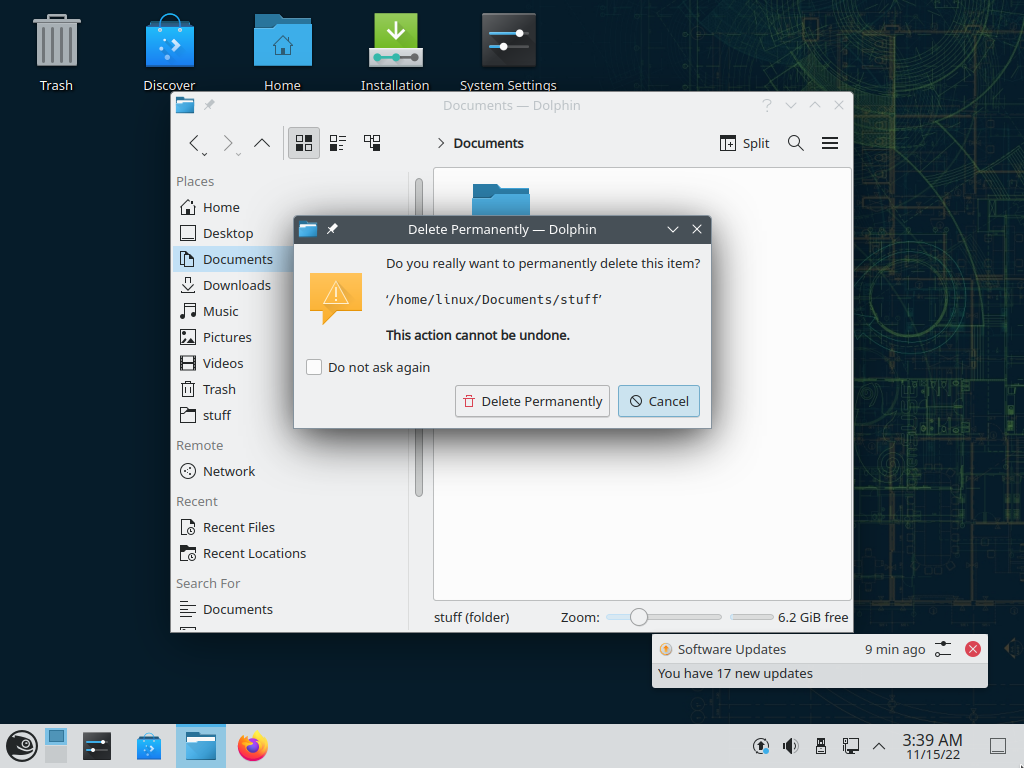 Trash
Discover
Home
Installation
System Settings
Documents — Dolphin
Documents
Split
Places
Home
Desktop
Documents
Downloads
Music
Pictures
Videos
Trash
stuff
Remote
Network
Recent
Recent Files
Recent Locations
Search For
Documents
Delete Permanently — Dolphin
Do you really want to permanently delete this item?
‘/home/linux/Documents/stuff’
This action cannot be undone.
Do not ask again
Delete Permanently
Cancel
stuff (folder)
Zoom:
6.2 GiB free
Software Updates
9 min ago
You have 17 new updates
3:39 AM
11/15/22